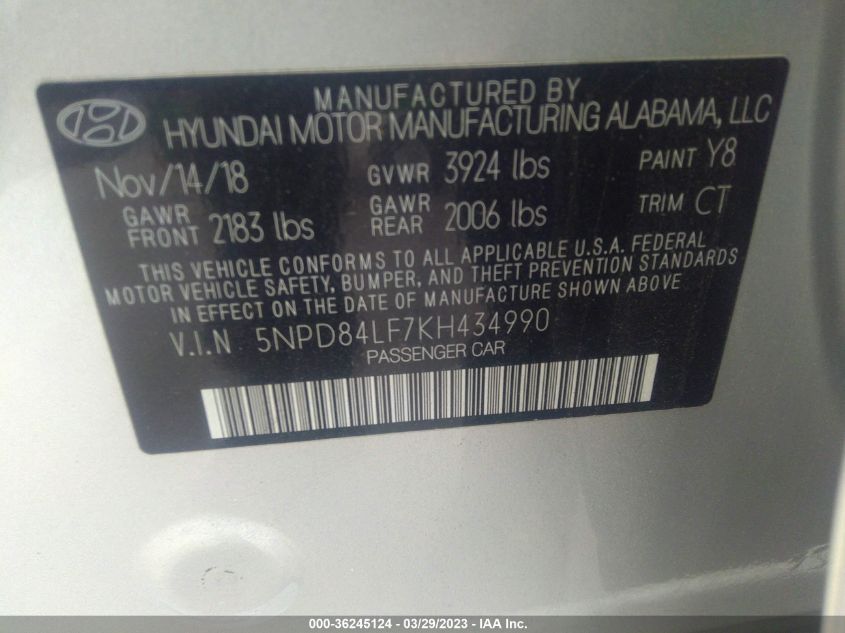 MANUFACTURED BY
HYUNDAI MOTOR MANUFACTURING ALABAMA, LLC
Nov/14/18 GVWR 3924 lbs PAINT Y8
GAWR FRONT 2183 lbs GAWR REAR 2006 lbs TRIM CT
THIS VEHICLE CONFORMS TO ALL APPLICABLE U.S.A. FEDERAL
MOTOR VEHICLE SAFETY, BUMPER, AND THEFT PREVENTION STANDARDS
IN EFFECT ON THE DATE OF MANUFACTURE SHOWN ABOVE
V.I.N 5NPD84LF7KH434990
PASSENGER CAR
000-36245124 - 03/29/2023 - IAA Inc.